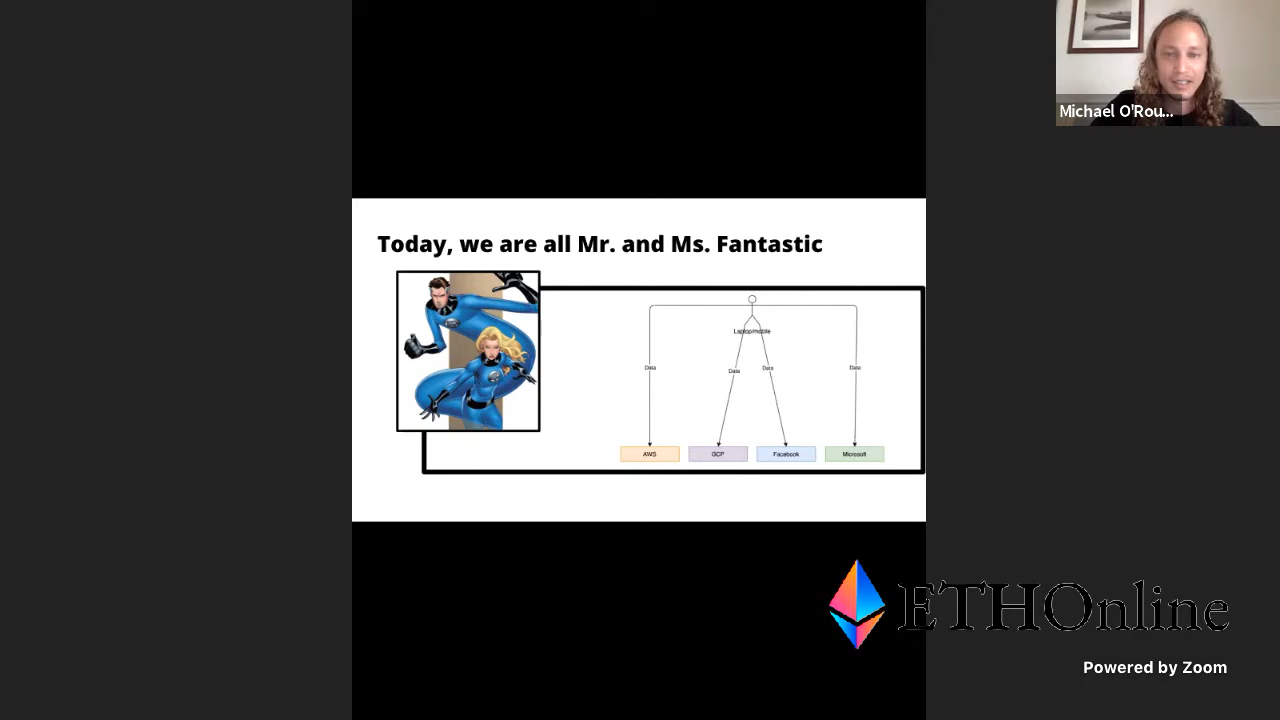 Michael O'Rou...
Today, we are all Mr. and Ms. Fantastic
Laptop/mobile
Data
Data
Data
Data
AWS
GCP
Facebook
Microsoft
ETHOnline
Powered by Zoom